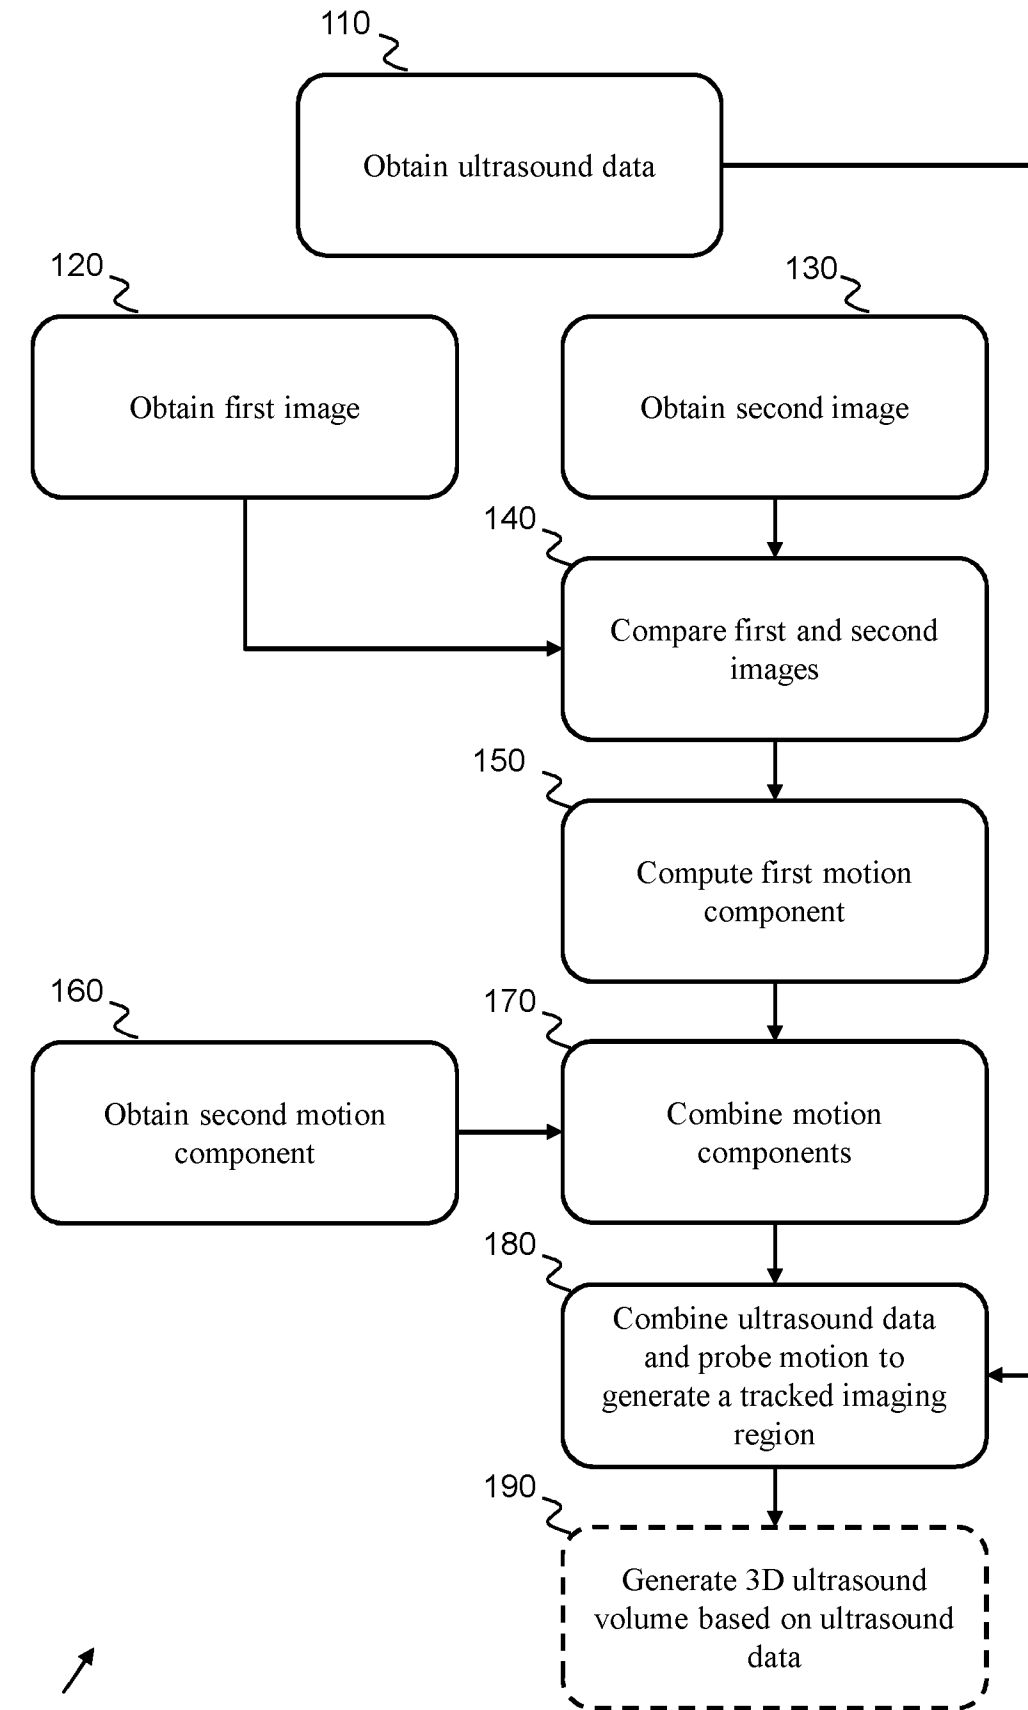 110
Obtain ultrasound data
120
130
Obtain first image
Obtain second image
140
Compare first and second
images
150
Compute first motion
component
160
170
Obtain second motion
component
Combine motion
components
180
Combine ultrasound data
and probe motion to
generate a tracked imaging
region
190
Generate 3D ultrasound
volume based on ultrasound
data